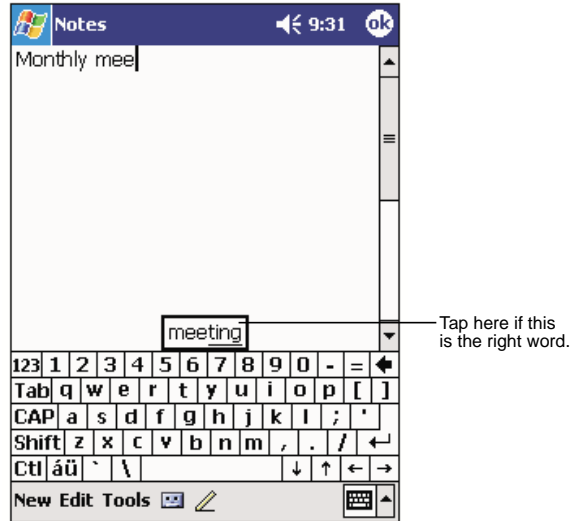 Notes 9:31 ok
Monthly mee
meeting
Tap here if this
is the right word.
123 1 2 3 4 5 6 7 8 9 0 - =
Tab q w e r t y u i o p [ ]
CAP a s d f g h j k l ; '
Shift z x c v b n m , . /
Ctl áü ` \
New Edit Tools